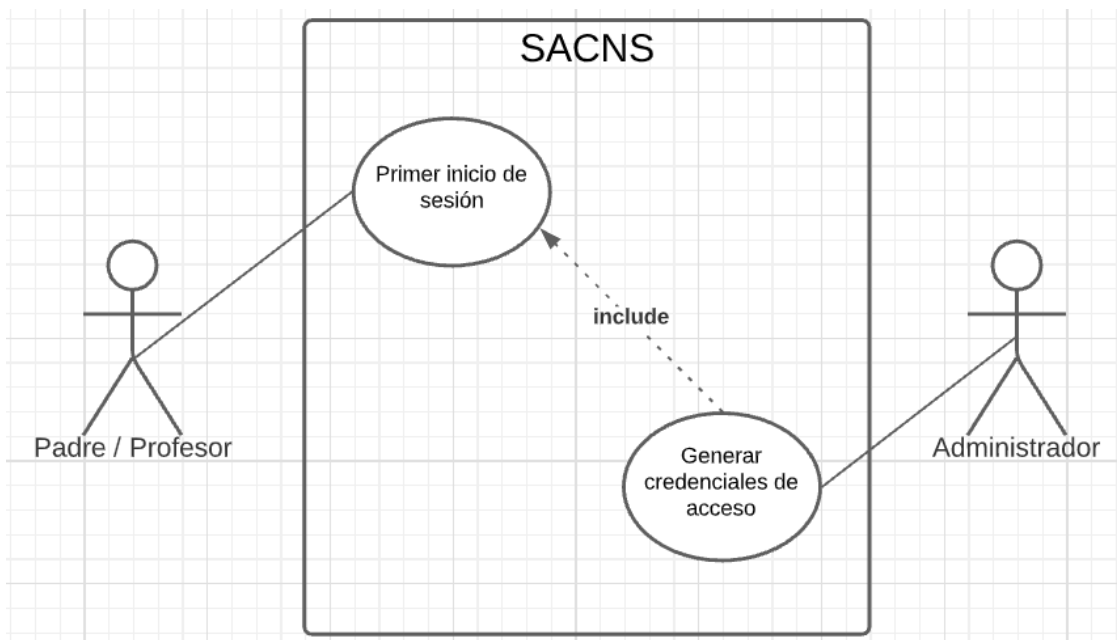 SACNS
Primer inicio de
sesión
include
Padre / Profesor
Administrador
Generar
credenciales de
acceso